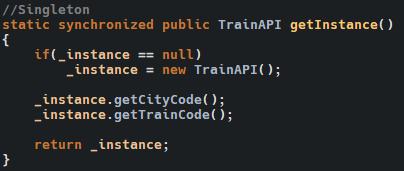 //Singleton
static synchronized public TrainAPI getInstance()
{
    if(_instance == null)
        _instance = new TrainAPI();

    _instance.getCityCode();
    _instance.getTrainCode();

    return _instance;
}